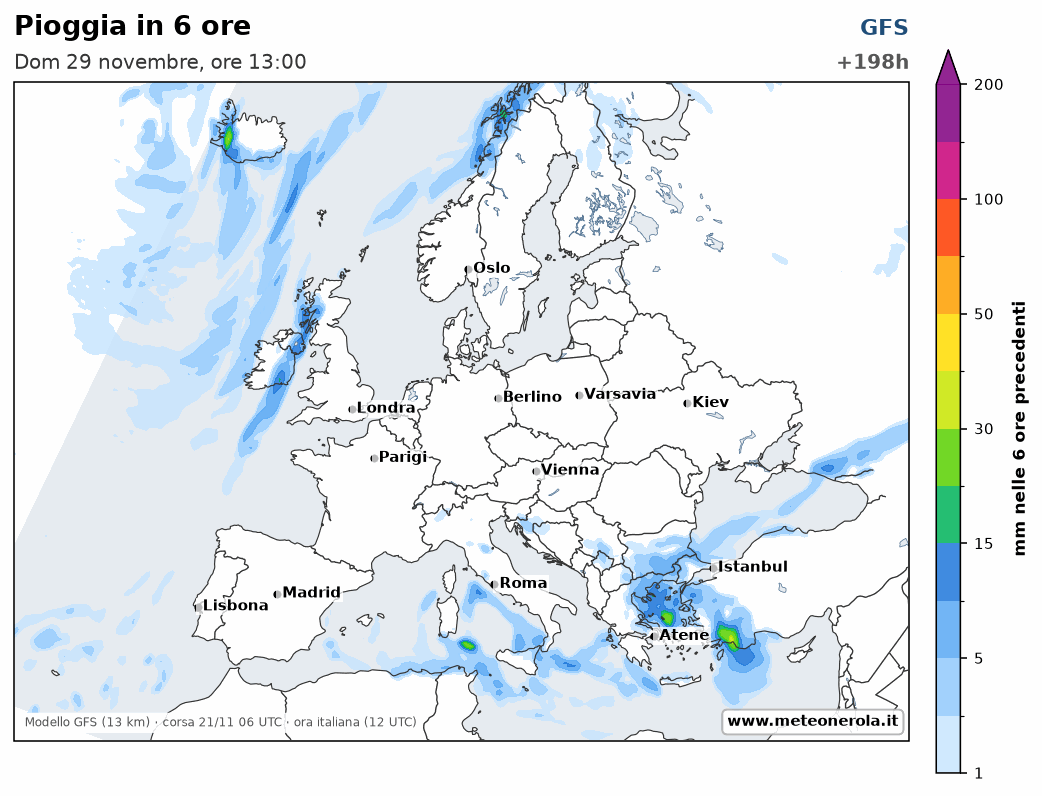 Pioggia in 6 ore
GFS
Dom 29 novembre, ore 13:00
+198h
Oslo
Londra
Berlino
Varsavia
Kiev
Parigi
Vienna
Istanbul
Roma
Madrid
Lisbona
Atene
Modello GFS (13 km) · corsa 21/11 06 UTC · ora italiana (12 UTC)
www.meteonerola.it
200
100
50
30
15
5
1
mm nelle 6 ore precedenti